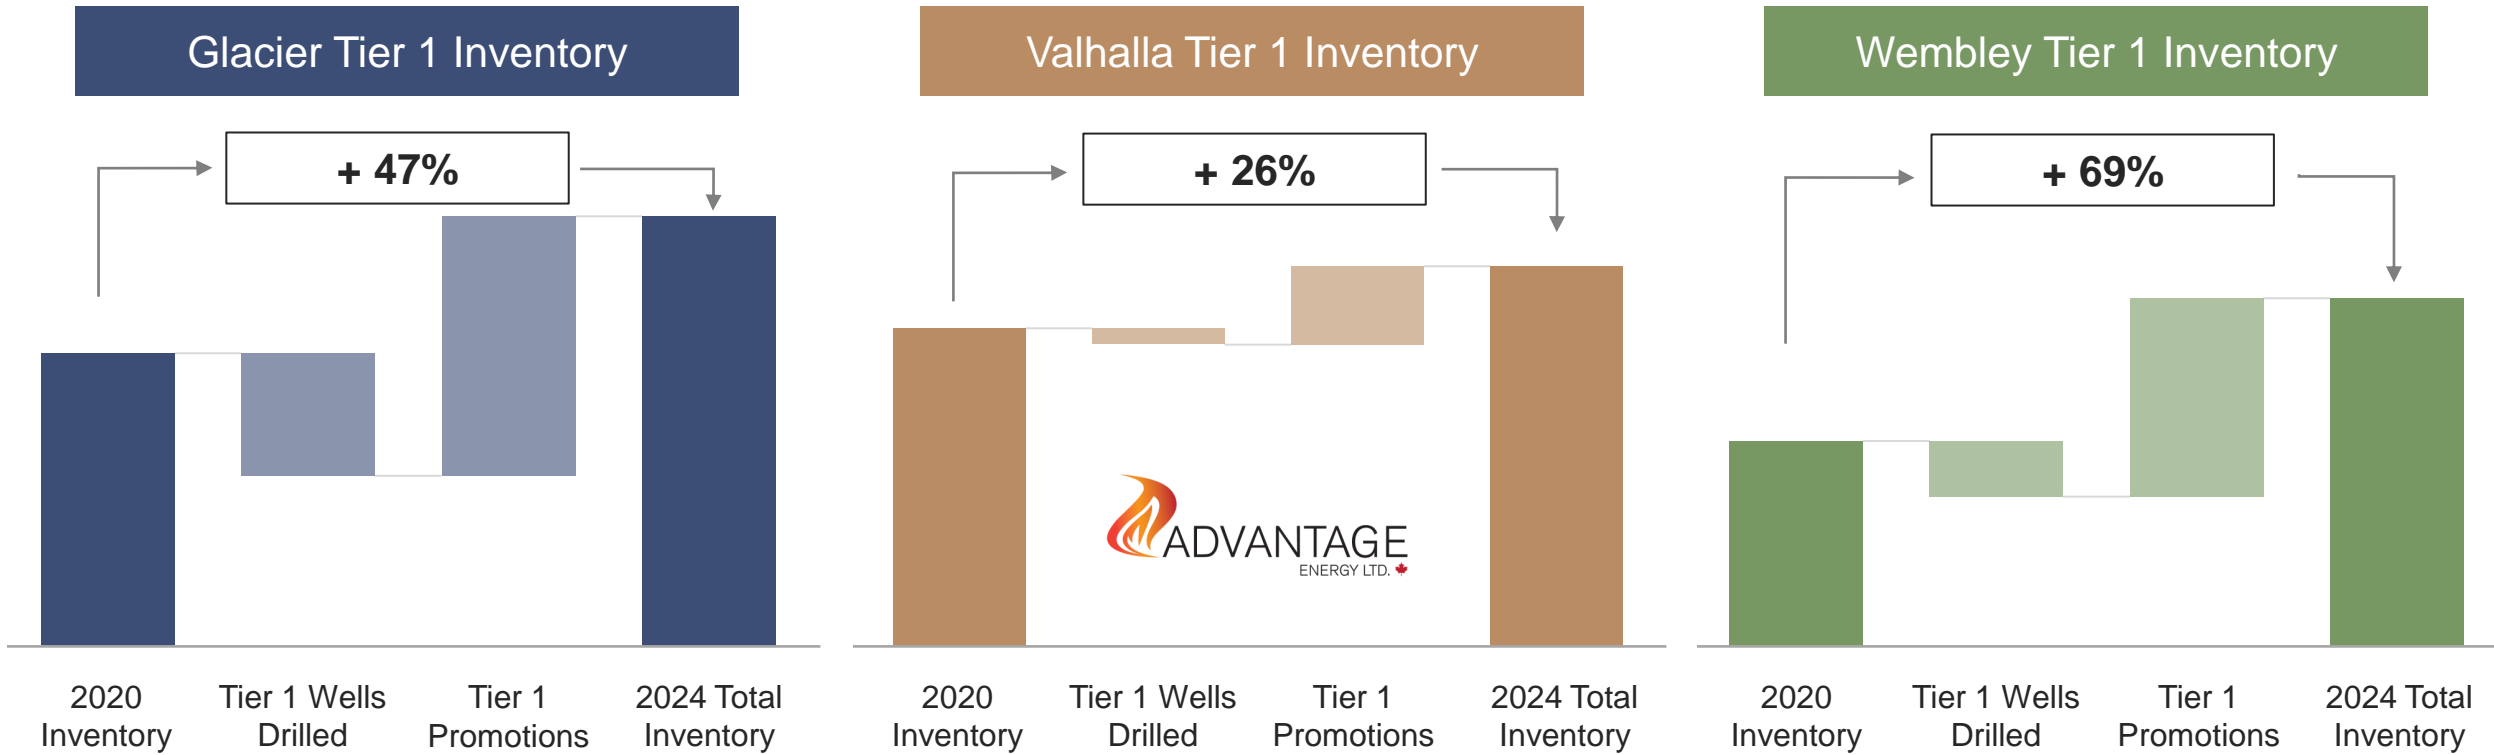 Glacier Tier 1 Inventory
+ 47%
2020
Inventory
Tier 1 Wells
Drilled
Tier 1
Promotions
2024 Total
Inventory
Valhalla Tier 1 Inventory
+ 26%
ADVANTAGE
ENERGY LTD.
2020
Inventory
Tier 1 Wells
Drilled
Tier 1
Promotions
2024 Total
Inventory
Wembley Tier 1 Inventory
+ 69%
2020
Inventory
Tier 1 Wells
Drilled
Tier 1
Promotions
2024 Total
Inventory